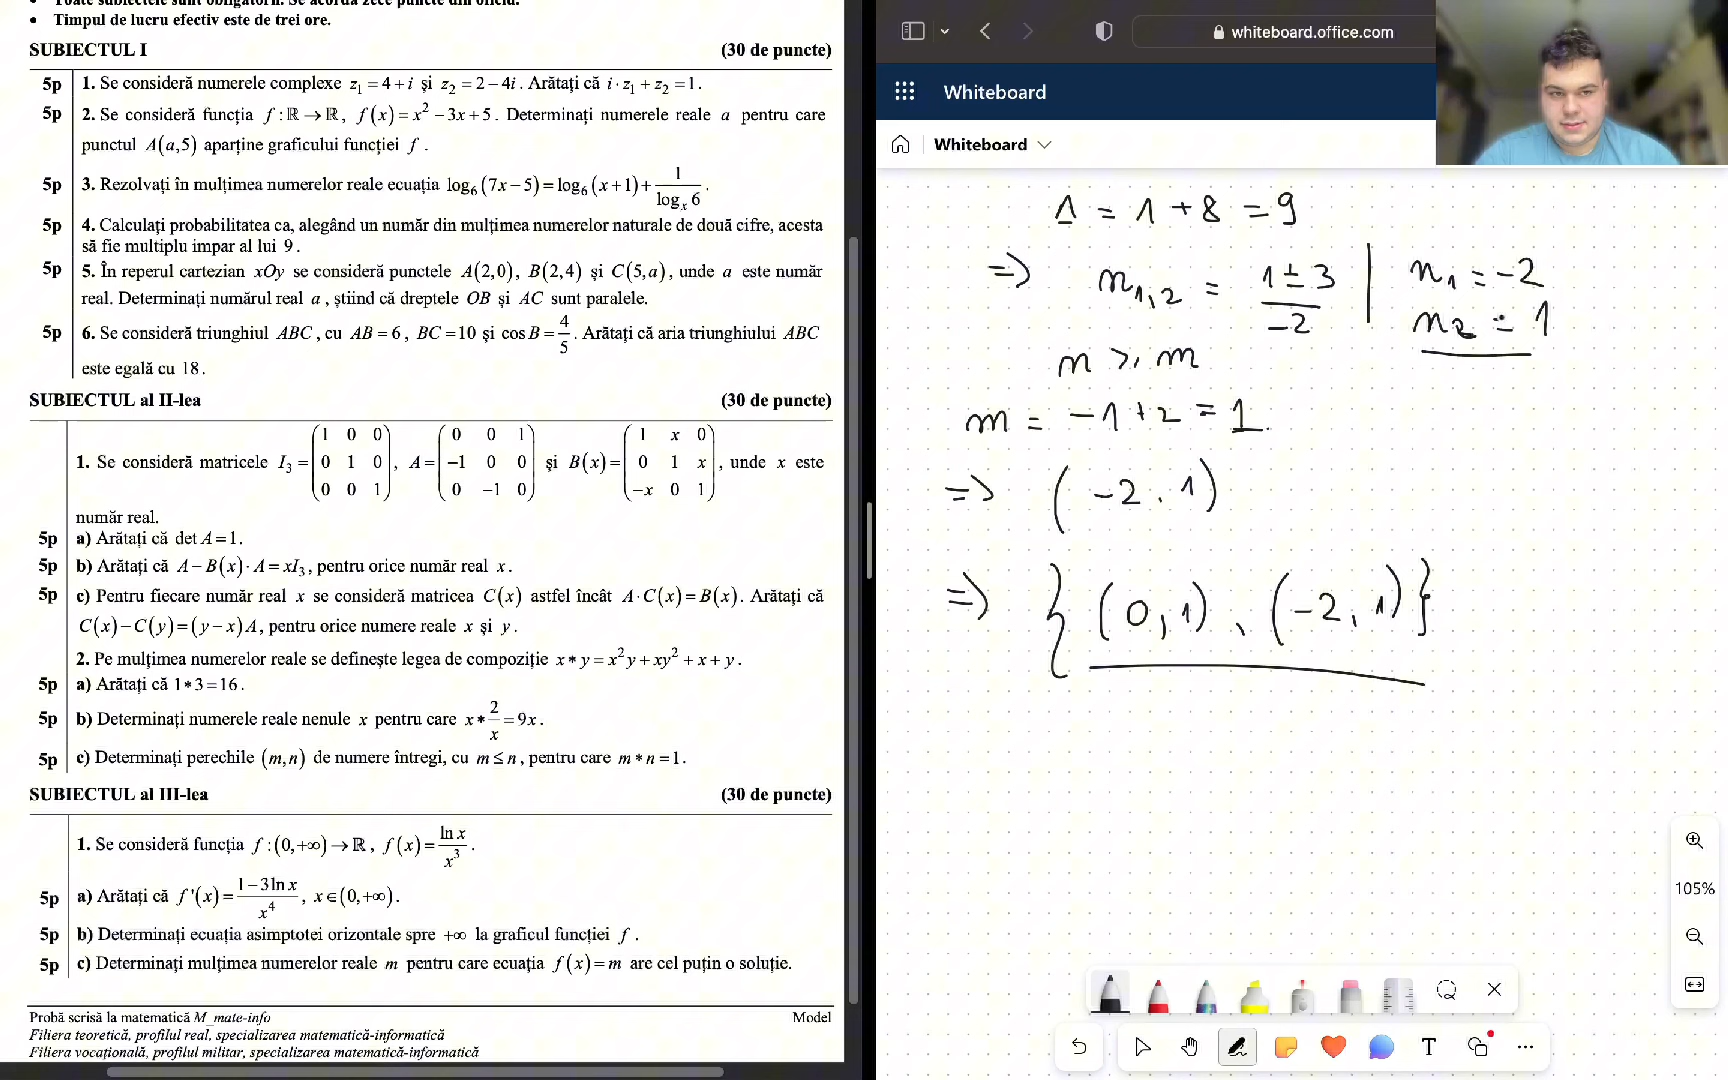 • Toate subiectele sunt obligatorii. Se acordă zece puncte din oficiu.
• Timpul de lucru efectiv este de trei ore.
SUBIECTUL I (30 de puncte)
5p 1. Se consideră numerele complexe z₁ = 4 + i și z₂ = 2 − 4i. Arătați că i · z₁ + z₂ = 1.
5p 2. Se consideră funcția f : ℝ → ℝ, f(x) = x² − 3x + 5. Determinați numerele reale a pentru care
punctul A(a,5) aparține graficului funcției f.
5p 3. Rezolvați în mulțimea numerelor reale ecuația log₆(7x − 5) = log₆(x + 1) + 1/logₓ6.
5p 4. Calculați probabilitatea ca, alegând un număr din mulțimea numerelor naturale de două cifre, acesta
să fie multiplu impar al lui 9.
5p 5. În reperul cartezian xOy se consideră punctele A(2,0), B(2,4) și C(5,a), unde a este număr
real. Determinați numărul real a, știind că dreptele OB și AC sunt paralele.
5p 6. Se consideră triunghiul ABC, cu AB = 6, BC = 10 și cos B = 4/5. Arătați că aria triunghiului ABC
este egală cu 18.
SUBIECTUL al II-lea (30 de puncte)
1. Se consideră matricele I₃ = (1 0 0; 0 1 0; 0 0 1), A = (0 0 1; −1 0 0; 0 −1 0) și B(x) = (1 x 0; 0 1 x; −x 0 1), unde x este
număr real.
5p a) Arătați că det A = 1.
5p b) Arătați că A − B(x) · A = xI₃, pentru orice număr real x.
5p c) Pentru fiecare număr real x se consideră matricea C(x) astfel încât A · C(x) = B(x). Arătați că
C(x) − C(y) = (y − x)A, pentru orice numere reale x și y.
2. Pe mulțimea numerelor reale se definește legea de compoziție x * y = x²y + xy² + x + y.
5p a) Arătați că 1 * 3 = 16.
5p b) Determinați numerele reale nenule x pentru care x * 2/x = 9x.
5p c) Determinați perechile (m,n) de numere întregi, cu m ≤ n, pentru care m * n = 1.
SUBIECTUL al III-lea (30 de puncte)
1. Se consideră funcția f : (0,+∞) → ℝ, f(x) = ln x/x³.
5p a) Arătați că f'(x) = (1 − 3ln x)/x⁴, x ∈ (0,+∞).
5p b) Determinați ecuația asimptotei orizontale spre +∞ la graficul funcției f.
5p c) Determinați mulțimea numerelor reale m pentru care ecuația f(x) = m are cel puțin o soluție.
Probă scrisă la matematică M_mate-info Model
Filiera teoretică, profilul real, specializarea matematică-informatică
Filiera vocațională, profilul militar, specializarea matematică-informatică
whiteboard.office.com
Whiteboard
Whiteboard
Δ = 1 + 8 = 9
=> n₁,₂ = (1 ± 3)/−2 | n₁ = −2
n₂ = 1
n ⩾ m
m = −1 + 2 = 1
=> (−2, 1)
=> {(0,1), (−2,1)}
105%
T